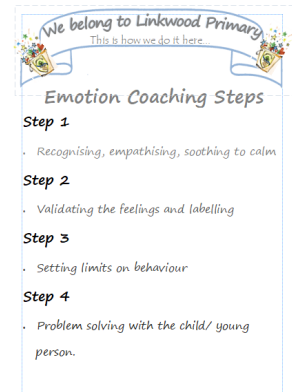 We belong to Linkwood Primary
This is how we do it here...
Emotion Coaching Steps
Step 1
• Recognising, empathising, soothing to calm
Step 2
• Validating the feelings and labelling
Step 3
• Setting limits on behaviour
Step 4
• Problem solving with the child/ young
person.